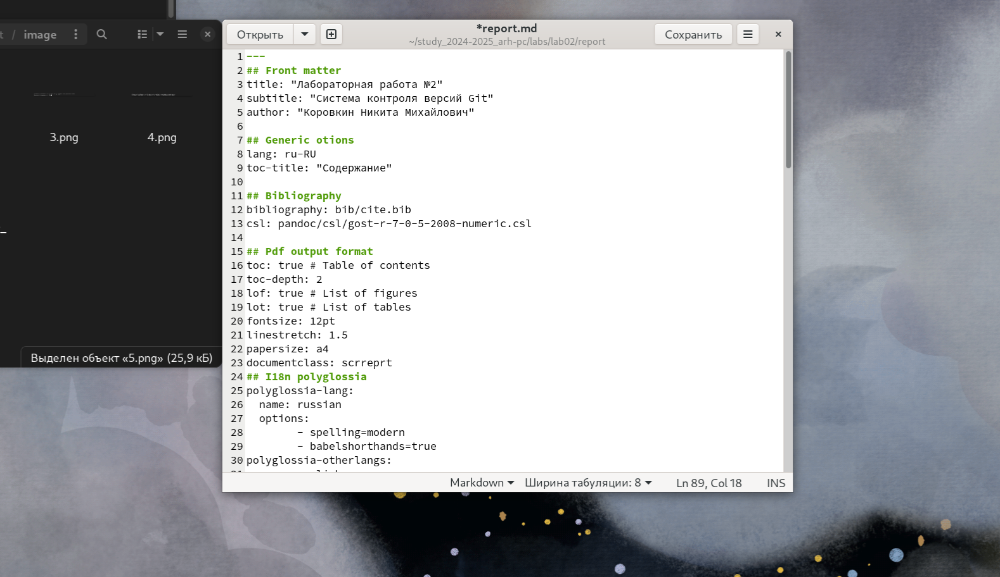 / image
3.png
4.png
Выделен объект «5.png» (25,9 кБ)
Открыть
*report.md
~/study_2024-2025_arh-pc/labs/lab02/report
Сохранить
1 ---
2 ## Front matter
3 title: "Лабораторная работа №2"
4 subtitle: "Система контроля версий Git"
5 author: "Коровкин Никита Михайлович"
6
7 ## Generic otions
8 lang: ru-RU
9 toc-title: "Содержание"
10
11 ## Bibliography
12 bibliography: bib/cite.bib
13 csl: pandoc/csl/gost-r-7-0-5-2008-numeric.csl
14
15 ## Pdf output format
16 toc: true # Table of contents
17 toc-depth: 2
18 lof: true # List of figures
19 lot: true # List of tables
20 fontsize: 12pt
21 linestretch: 1.5
22 papersize: a4
23 documentclass: scrreprt
24 ## I18n polyglossia
25 polyglossia-lang:
26   name: russian
27   options:
28         - spelling=modern
29         - babelshorthands=true
30 polyglossia-otherlangs:
Markdown
Ширина табуляции: 8
Ln 89, Col 18
INS